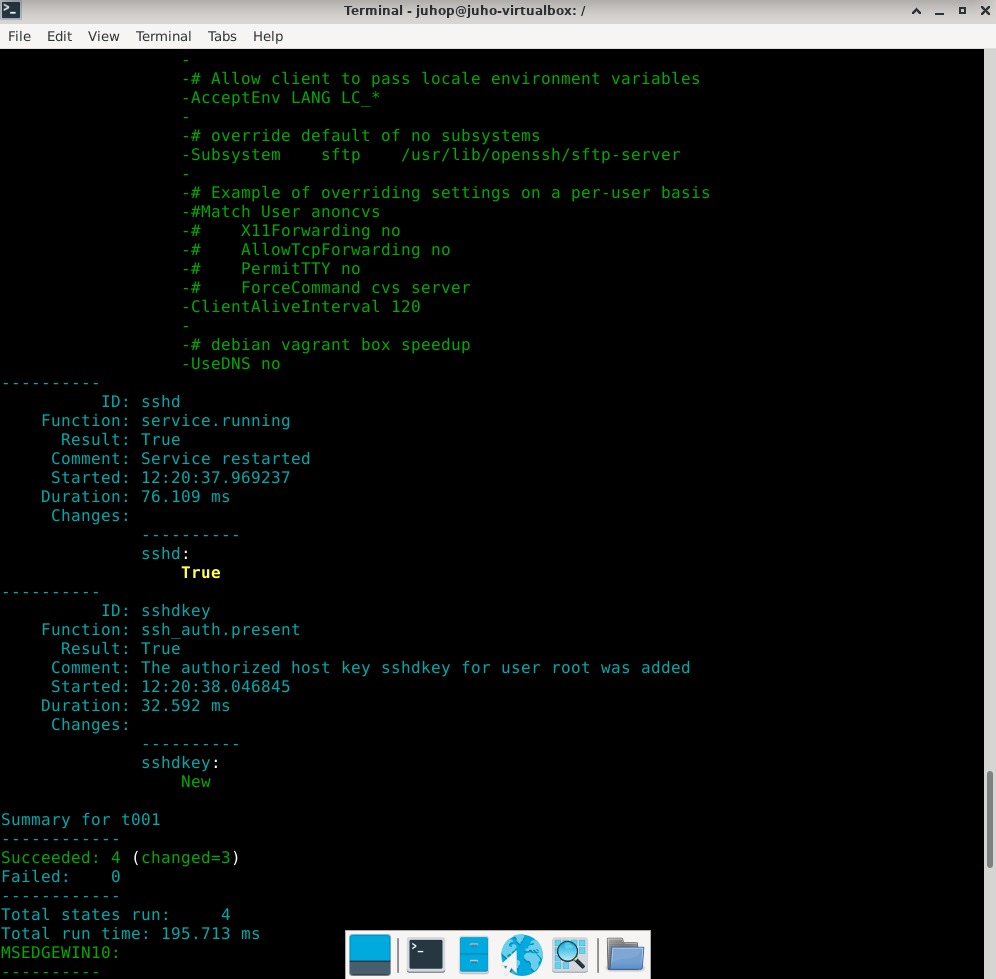 Terminal - juhop@juho-virtualbox: /
File Edit View Terminal Tabs Help
-
-# Allow client to pass locale environment variables
-AcceptEnv LANG LC_*
-
-# override default of no subsystems
-Subsystem    sftp    /usr/lib/openssh/sftp-server
-
-# Example of overriding settings on a per-user basis
-#Match User anoncvs
-#    X11Forwarding no
-#    AllowTcpForwarding no
-#    PermitTTY no
-#    ForceCommand cvs server
-ClientAliveInterval 120
-
-# debian vagrant box speedup
-UseDNS no
----------
          ID: sshd
    Function: service.running
      Result: True
     Comment: Service restarted
     Started: 12:20:37.969237
    Duration: 76.109 ms
     Changes:
              ----------
              sshd:
                  True
----------
          ID: sshdkey
    Function: ssh_auth.present
      Result: True
     Comment: The authorized host key sshdkey for user root was added
     Started: 12:20:38.046845
    Duration: 32.592 ms
     Changes:
              ----------
              sshdkey:
                  New

Summary for t001
------------
Succeeded: 4 (changed=3)
Failed:    0
------------
Total states run:     4
Total run time: 195.713 ms
MSEDGEWIN10:
----------